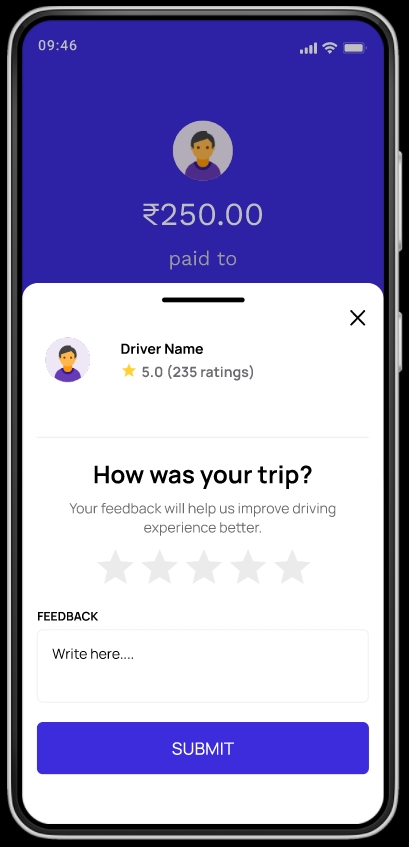 09:46
₹250.00
paid to
Driver Name
5.0 (235 ratings)
How was your trip?
Your feedback will help us improve driving
experience better.
FEEDBACK
Write here....
SUBMIT